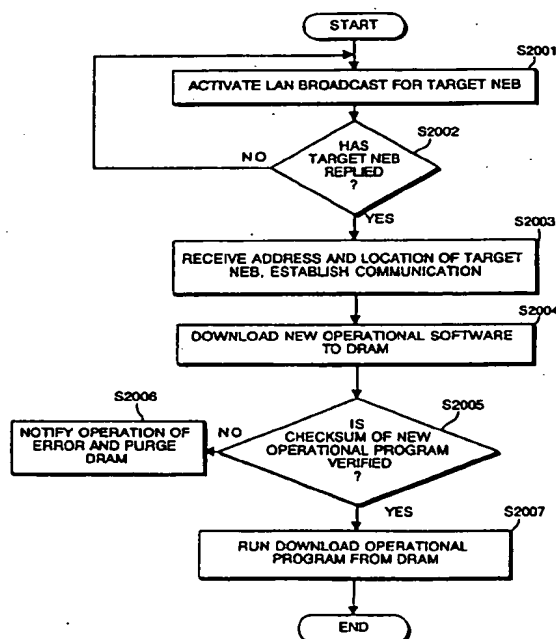 START
S2001
ACTIVATE LAN BROADCAST FOR TARGET NEB
S2002
HAS
TARGET NEB
REPLIED
?
NO
YES
S2003
RECEIVE ADDRESS AND LOCATION OF TARGET
NEB, ESTABLISH COMMUNICATION
S2004
DOWNLOAD NEW OPERATIONAL SOFTWARE
TO DRAM
S2006
S2005
NOTIFY OPERATION OF
ERROR AND PURGE
DRAM
NO
IS
CHECKSUM OF NEW
OPERATIONAL PROGRAM
VERIFIED
?
YES
S2007
RUN DOWNLOAD OPERATIONAL
PROGRAM FROM DRAM
END